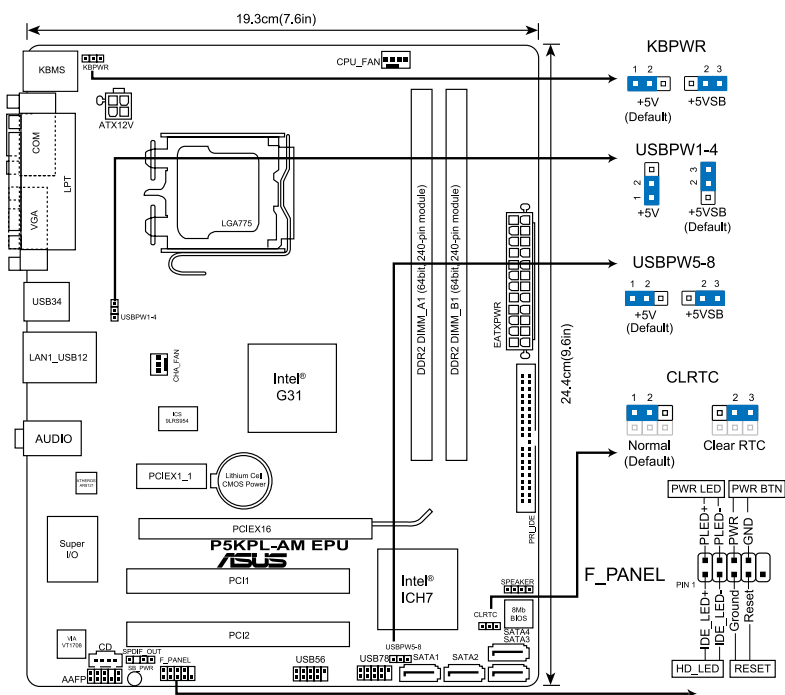 19.3cm(7.6in)
KBMS
KBPWR
CPU_FAN
ATX12V
COM
LPT
VGA
LGA775
DDR2 DIMM_A1 (64bit, 240-pin module)
DDR2 DIMM_B1 (64bit, 240-pin module)
EATXPWR
24.4cm(9.6in)
USB34
USBPW1-4
LAN1_USB12
CHA_FAN
Intel®
G31
ICS
9LRS954
AUDIO
PCIEX1_1
Lithium Cell
CMOS Power
ATHEROS
AR8121
PRI_IDE
PCIEX16
Super
I/O
P5KPL-AM EPU
ASUS
PCI1
Intel®
ICH7
SPEAKER
8Mb
BIOS
CLRTC
PCI2
VIA
VT1708
CD
SPDIF_OUT
SB_PWR
AAFP
F_PANEL
USB56
USB78
USBPW5-8
SATA1
SATA2
SATA4
SATA3
KBPWR
1 2
2 3
+5V
(Default)
+5VSB
USBPW1-4
2
1
3
2
+5V
+5VSB
(Default)
USBPW5-8
1 2
2 3
+5V
(Default)
+5VSB
CLRTC
1 2
2 3
Normal
(Default)
Clear RTC
F_PANEL
PWR LED
PWR BTN
PLED+
PLED-
PWR
GND
PIN 1
IDE_LED+
IDE_LED-
Ground
Reset
HD_LED
RESET